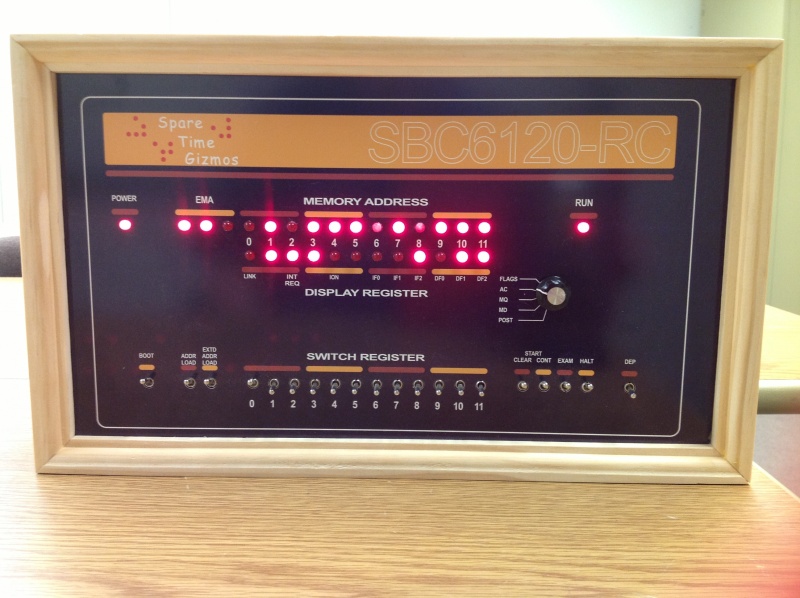 Spare
Time
Gizmos
SBC6120-RC
POWER
EMA
MEMORY ADDRESS
RUN
0 1 2 3 4 5 6 7 8 9 10 11
LINK INT REQ ION IF0 IF1 IF2 DF0 DF1 DF2
DISPLAY REGISTER
FLAGS
AC
MQ
MD
POST
BOOT
ADDR
LOAD
EXTD
ADDR
LOAD
SWITCH REGISTER
0 1 2 3 4 5 6 7 8 9 10 11
START
CLEAR CONT EXAM HALT
DEP